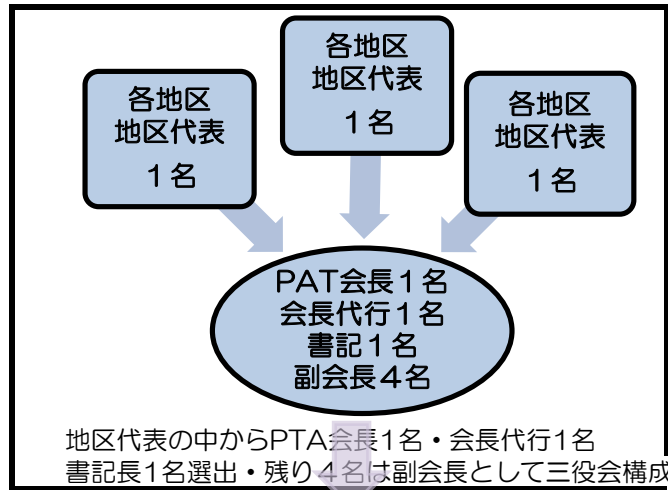 各地区
地区代表
1名
各地区
地区代表
1名
各地区
地区代表
1名
PAT会長1名
会長代行1名
書記1名
副会長4名
地区代表の中からPTA会長1名・会長代行1名
書記長1名選出・残り4名は副会長として三役会構成